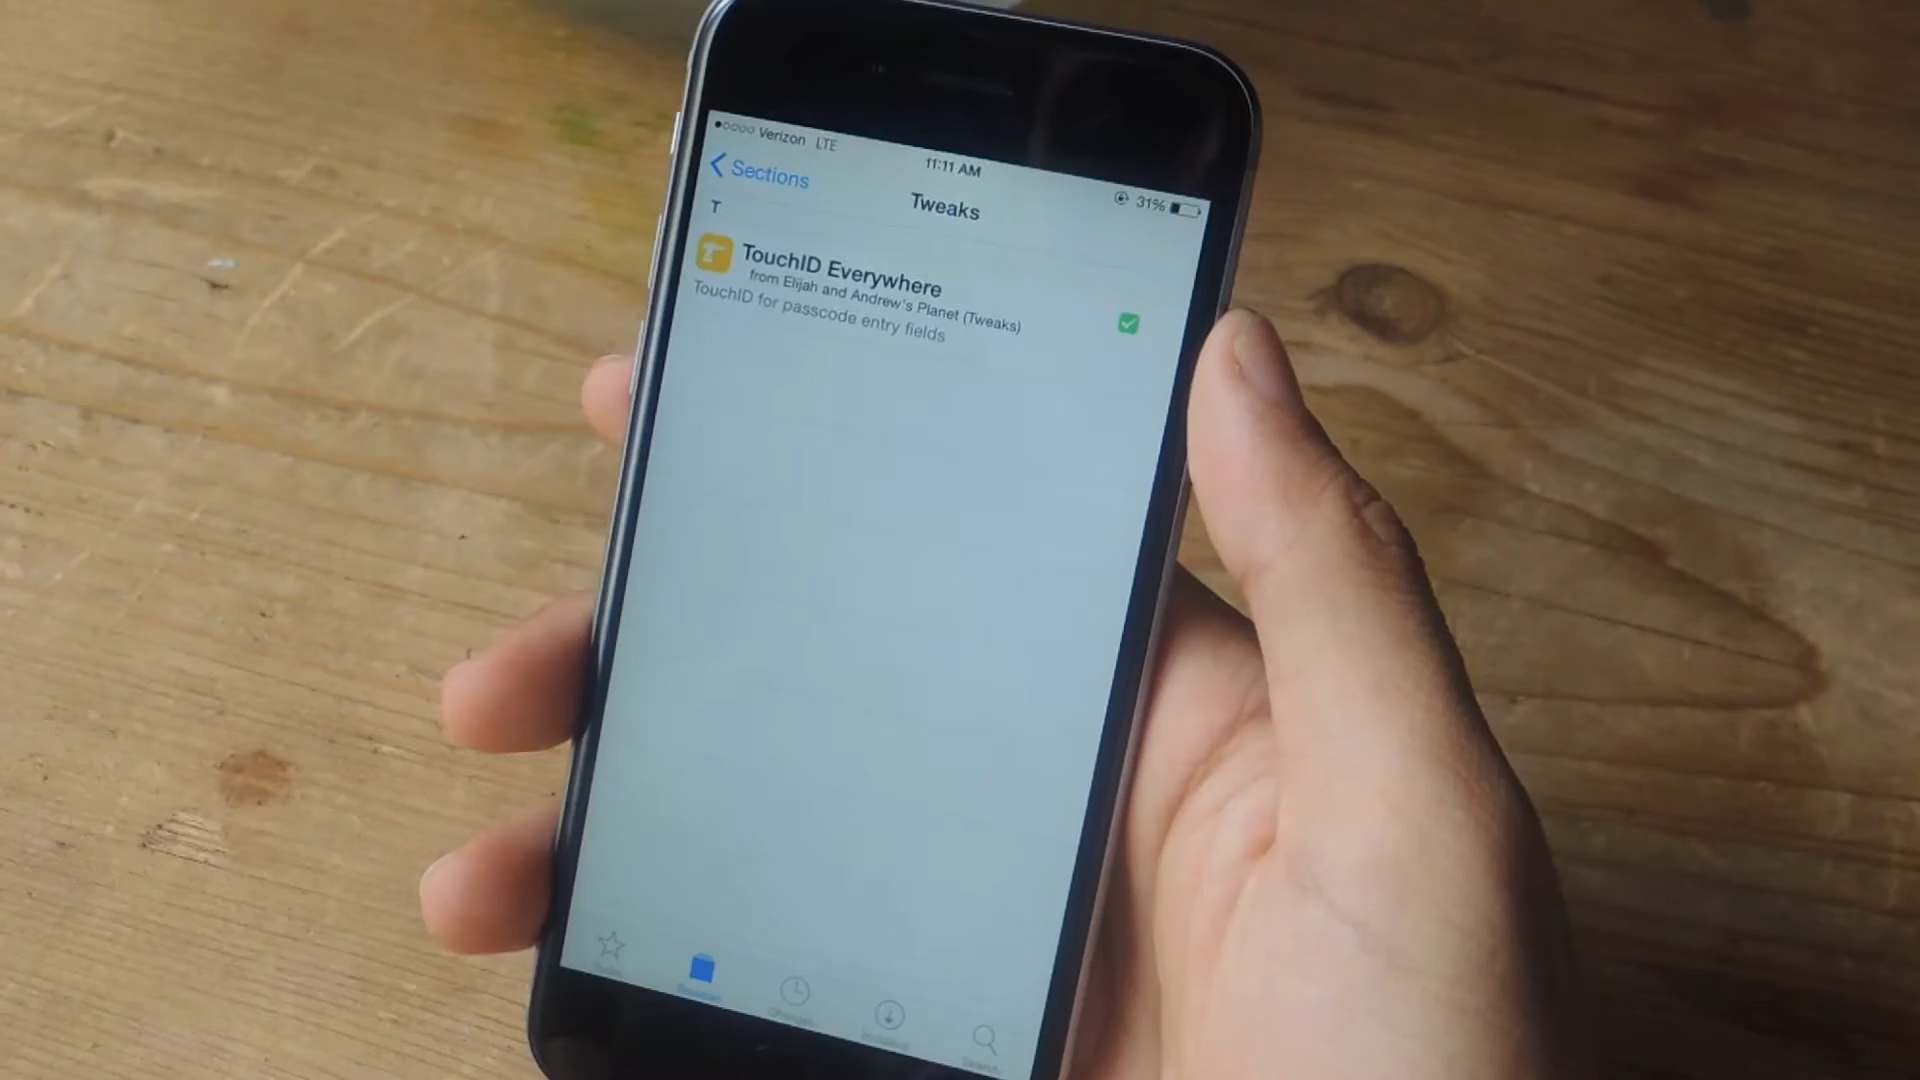 Verizon LTE
11:11 AM
31%
Sections
Tweaks
T
TouchID Everywhere
from Elijah and Andrew's Planet (Tweaks)
TouchID for passcode entry fields